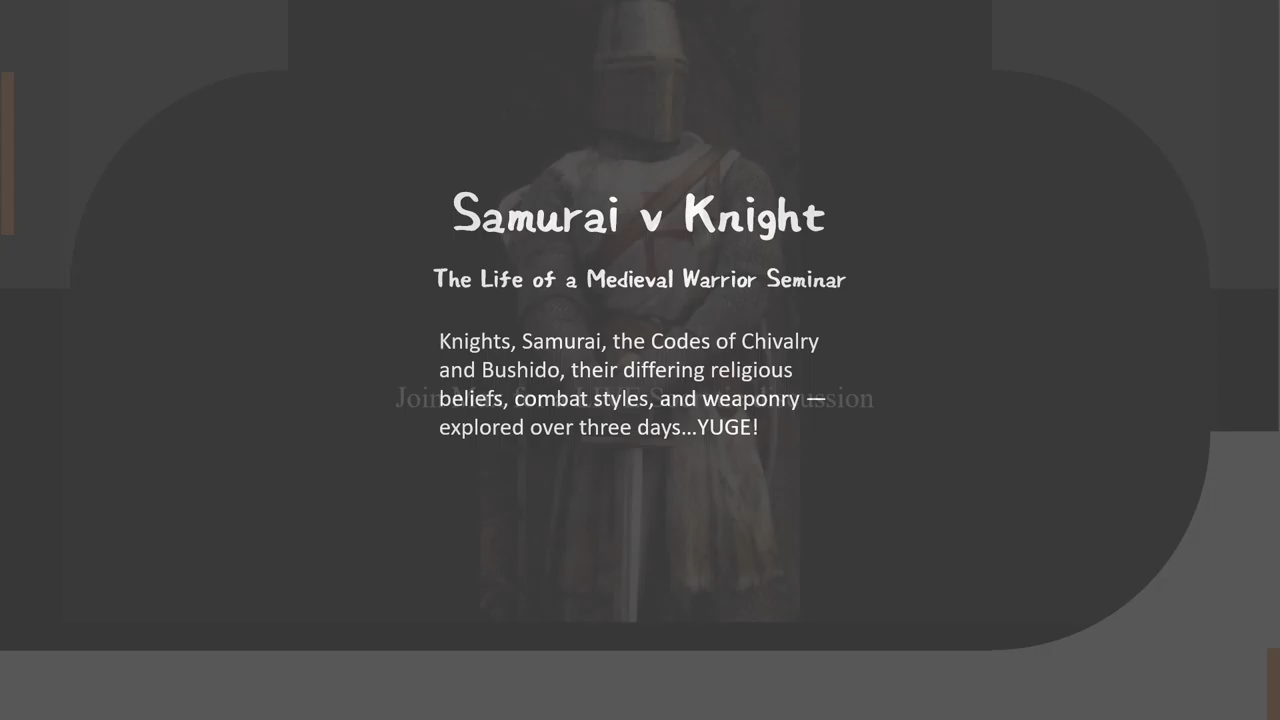 Samurai v Knight
The Life of a Medieval Warrior Seminar
Knights, Samurai, the Codes of Chivalry
and Bushido, their differing religious
beliefs, combat styles, and weaponry —
explored over three days...YUGE!